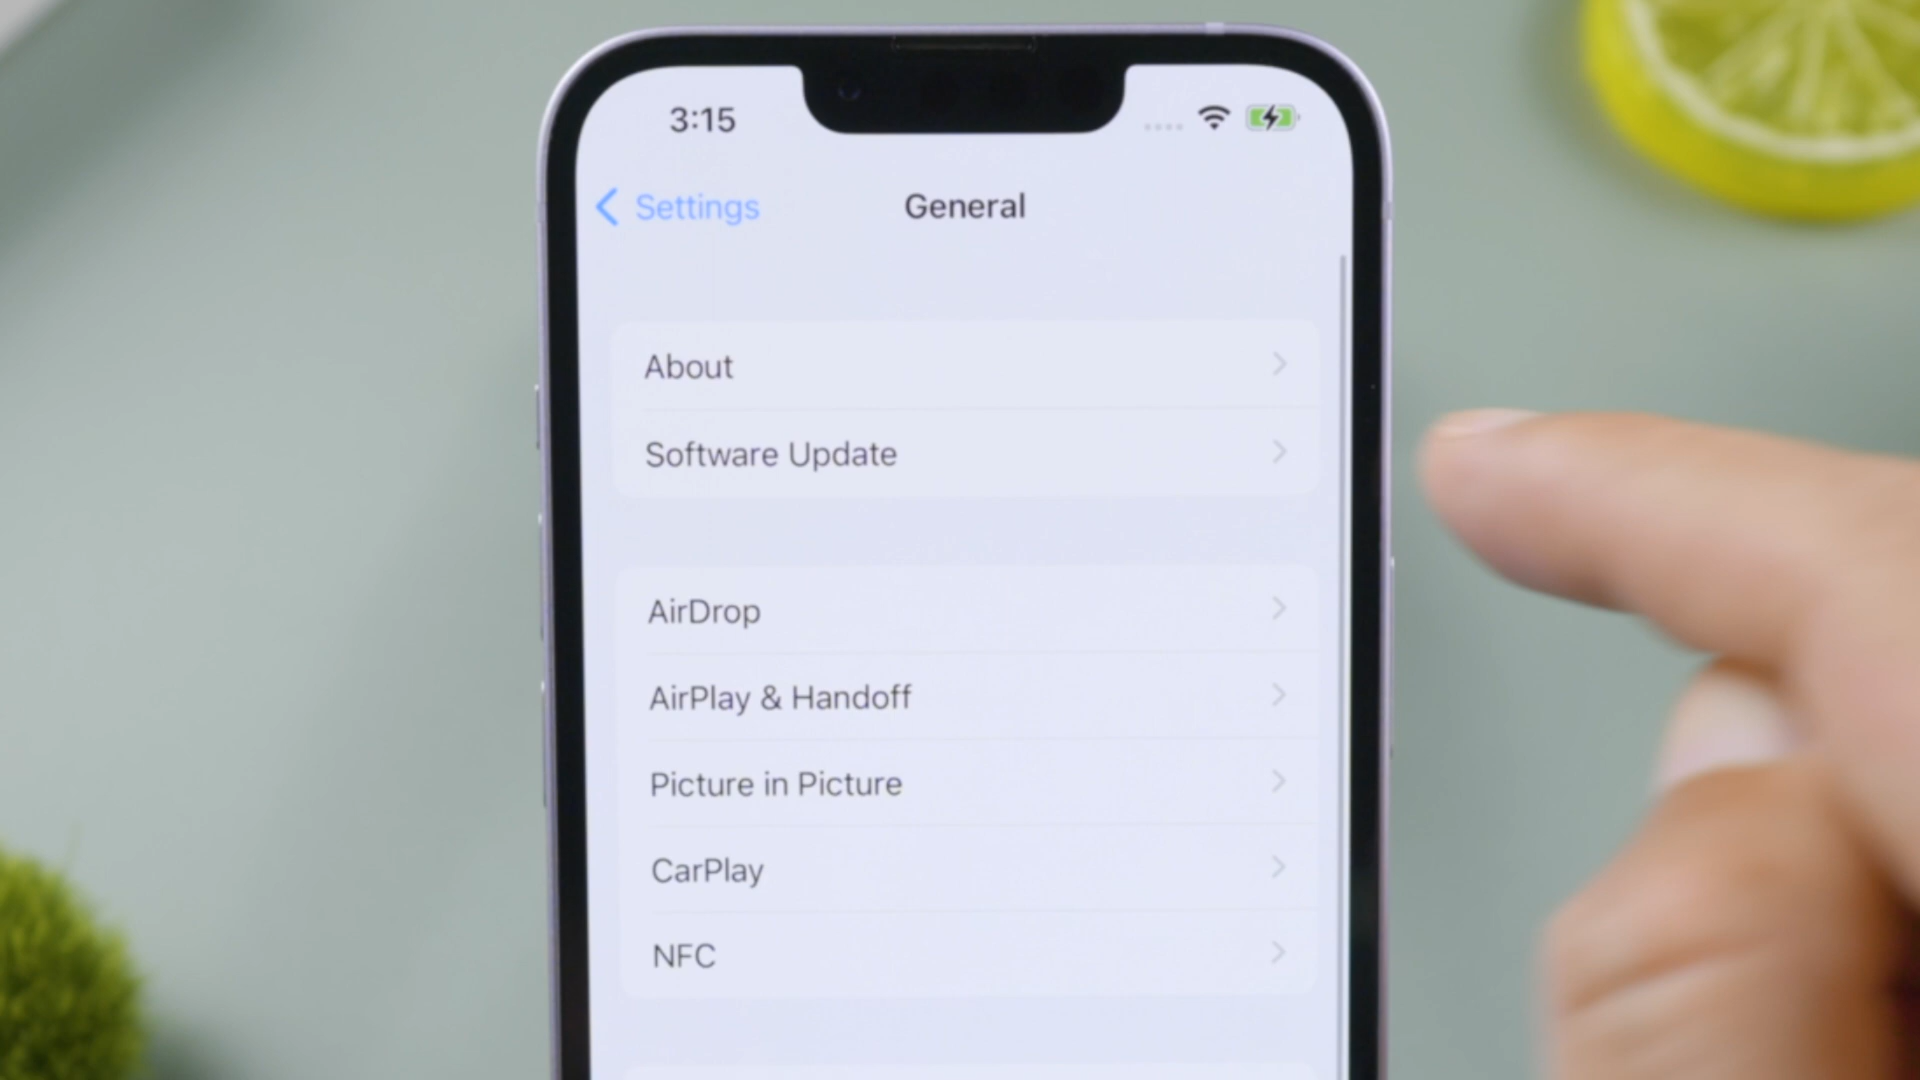 3:15
Settings
General
About
Software Update
AirDrop
AirPlay & Handoff
Picture in Picture
CarPlay
NFC